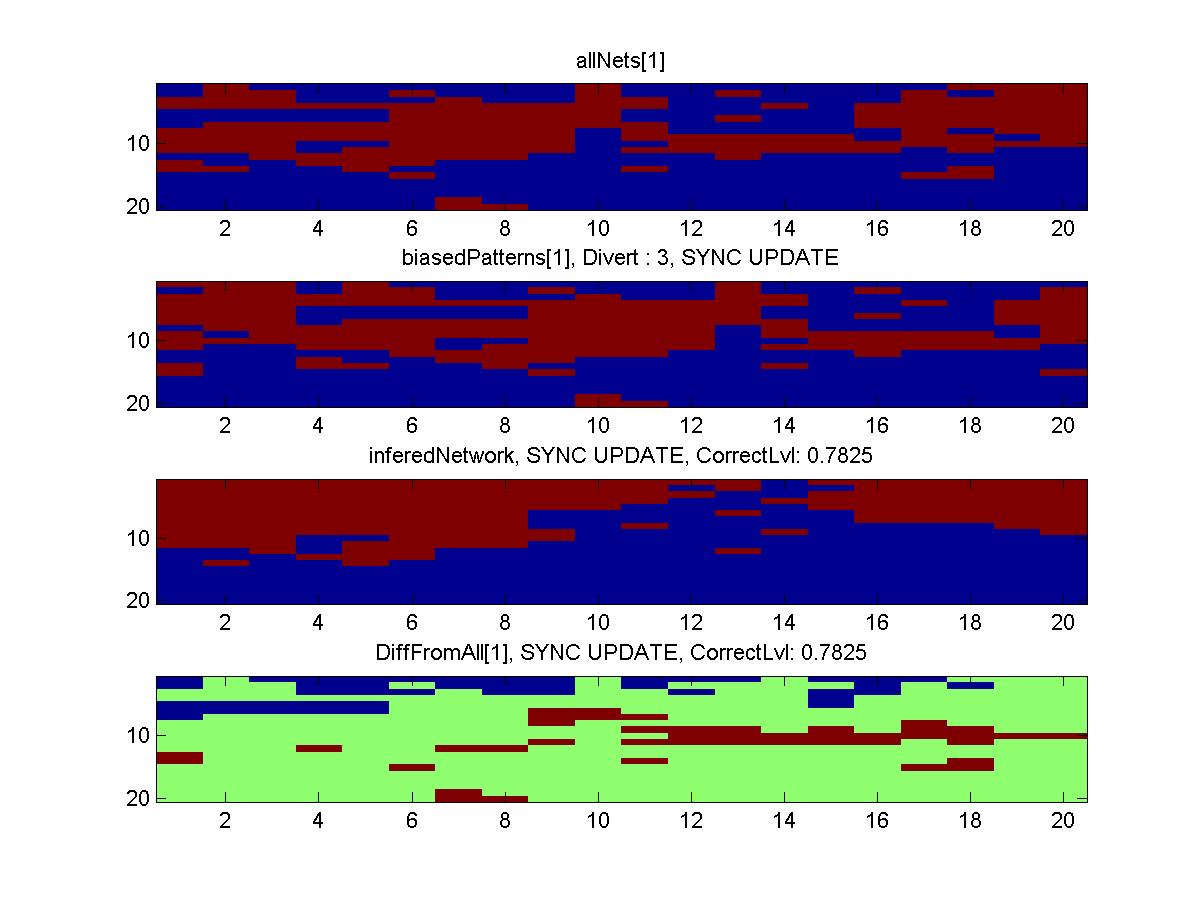 allNets[1]
10
20
2 4 6 8 10 12 14 16 18 20
biasedPatterns[1], Divert : 3, SYNC UPDATE
10
20
2 4 6 8 10 12 14 16 18 20
inferedNetwork, SYNC UPDATE, CorrectLvl: 0.7825
10
20
2 4 6 8 10 12 14 16 18 20
DiffFromAll[1], SYNC UPDATE, CorrectLvl: 0.7825
10
20
2 4 6 8 10 12 14 16 18 20